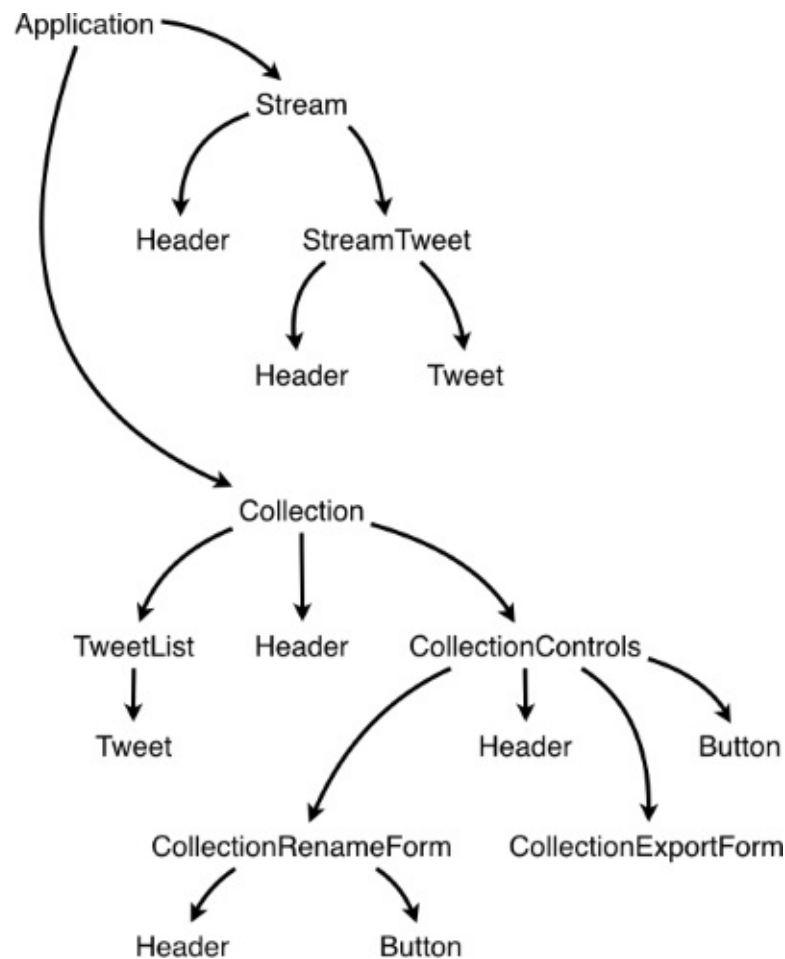 Application
Stream
Header StreamTweet
Header Tweet
Collection
TweetList Header CollectionControls
Tweet Header Button
CollectionRenameForm CollectionExportForm
Header Button